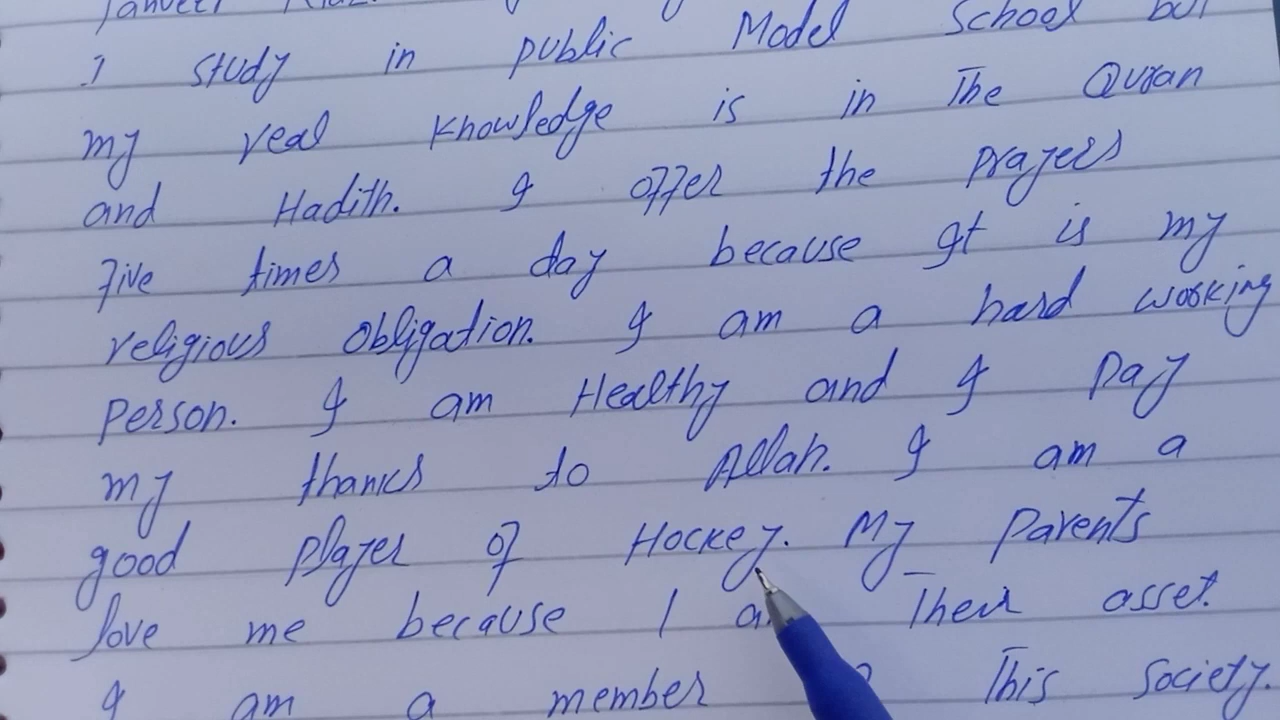 Tanveer
I study in public Model School but
my real knowledge is in The Quran
and Hadith. I offer the prayers
five times a day because It is my
religious obligation. I am a hard working
person. I am Healthy and I pay
my thanks to Allah. I am a
good player of Hockey. My parents
love me because I Their asset.
I am a member This Society.